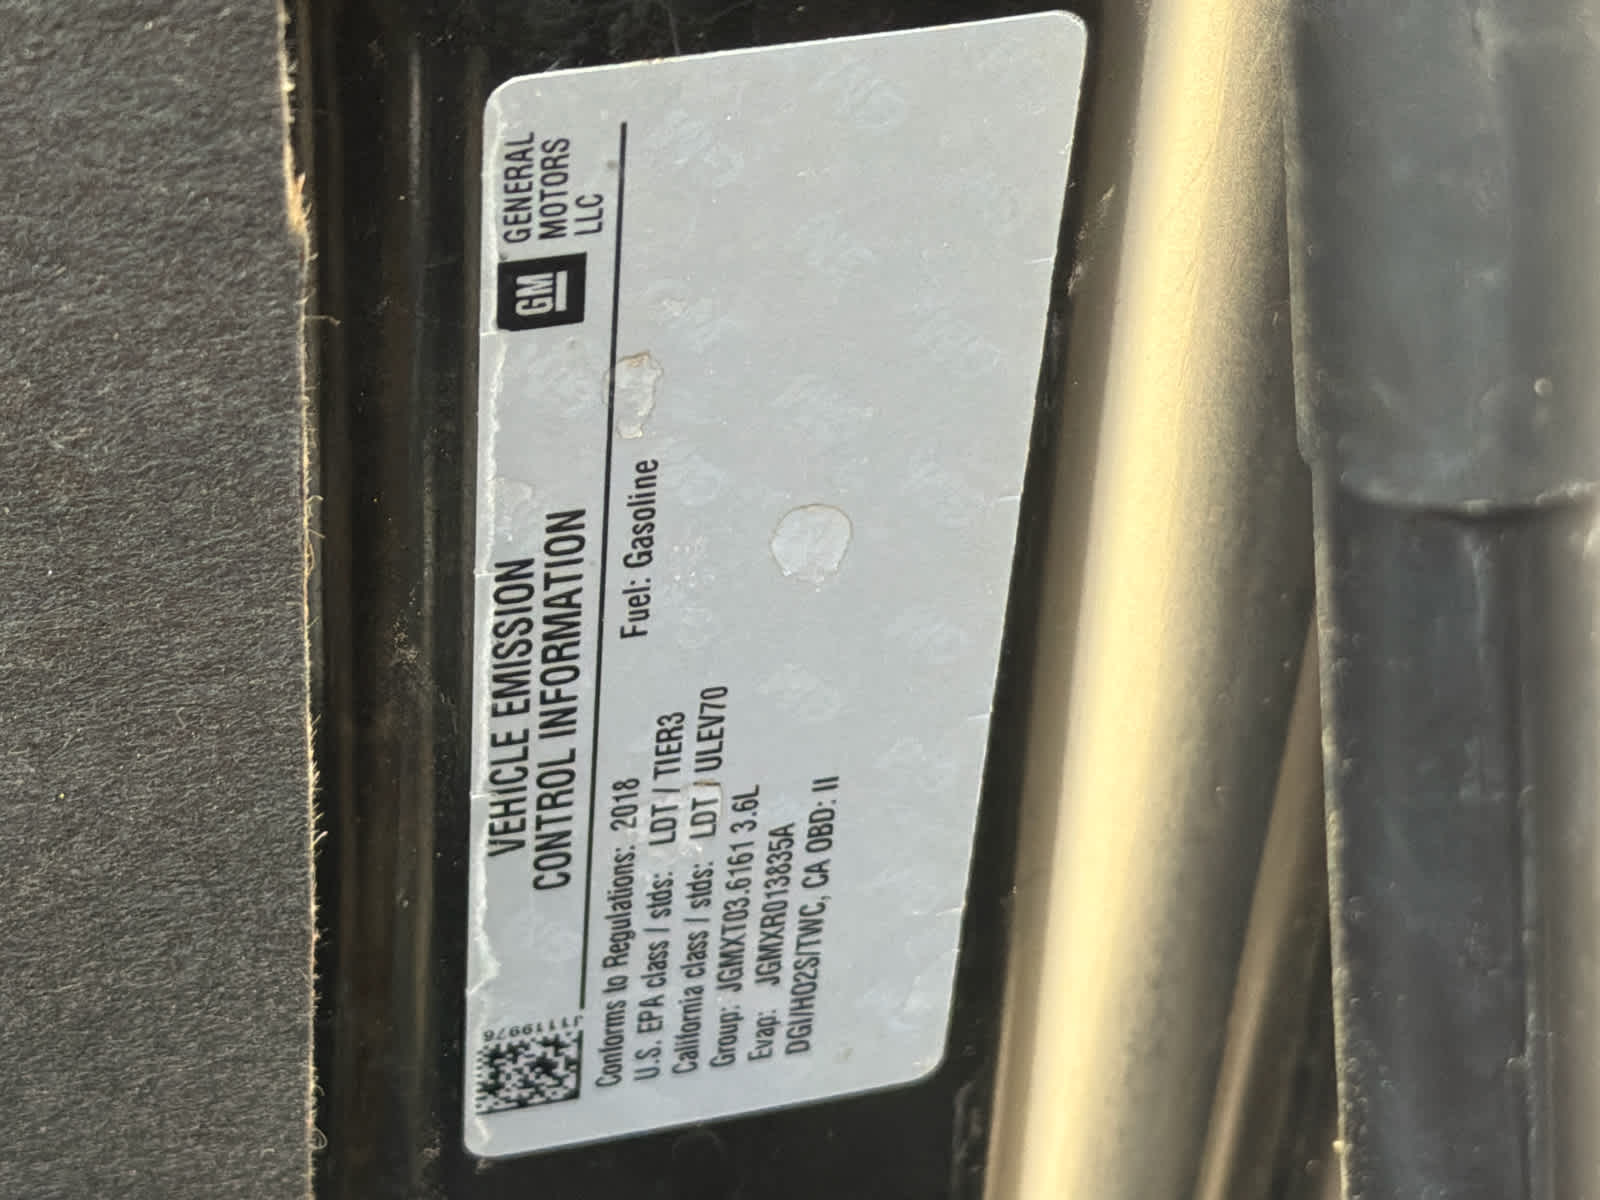 VEHICLE EMISSION
CONTROL INFORMATION
GM
GENERAL
MOTORS
LLC
Conforms to Regulations: 2018
Fuel: Gasoline
U.S. EPA class / stds: LDT / TIER3
California class / stds: LDT / ULEV70
Group: JGMXT03.6161 3.6L
Evap: JGMXR013835A
DGI/HO2S/TWC, CA OBD: II